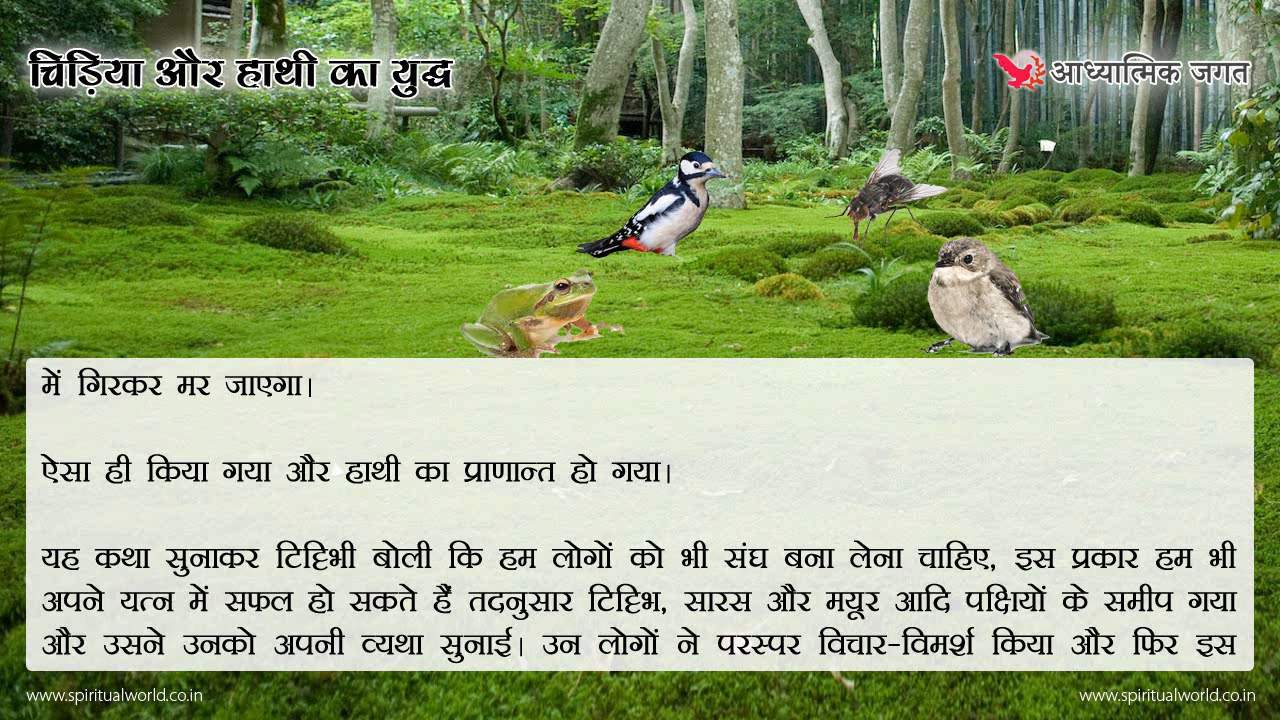 चिड़िया और हाथी का युद्ध
आध्यात्मिक जगत
में गिरकर मर जाएगा।
ऐसा ही किया गया और हाथी का प्राणान्त हो गया।
यह कथा सुनाकर टिट्टिभी बोली कि हम लोगों को भी संघ बना लेना चाहिए, इस प्रकार हम भी
अपने यत्न में सफल हो सकते हैं तदनुसार टिट्टिभ, सारस और मयूर आदि पक्षियों के समीप गया
और उसने उनको अपनी व्यथा सुनाई। उन लोगों ने परस्पर विचार-विमर्श किया और फिर इस
www.spiritualworld.co.in
www.spiritualworld.co.in